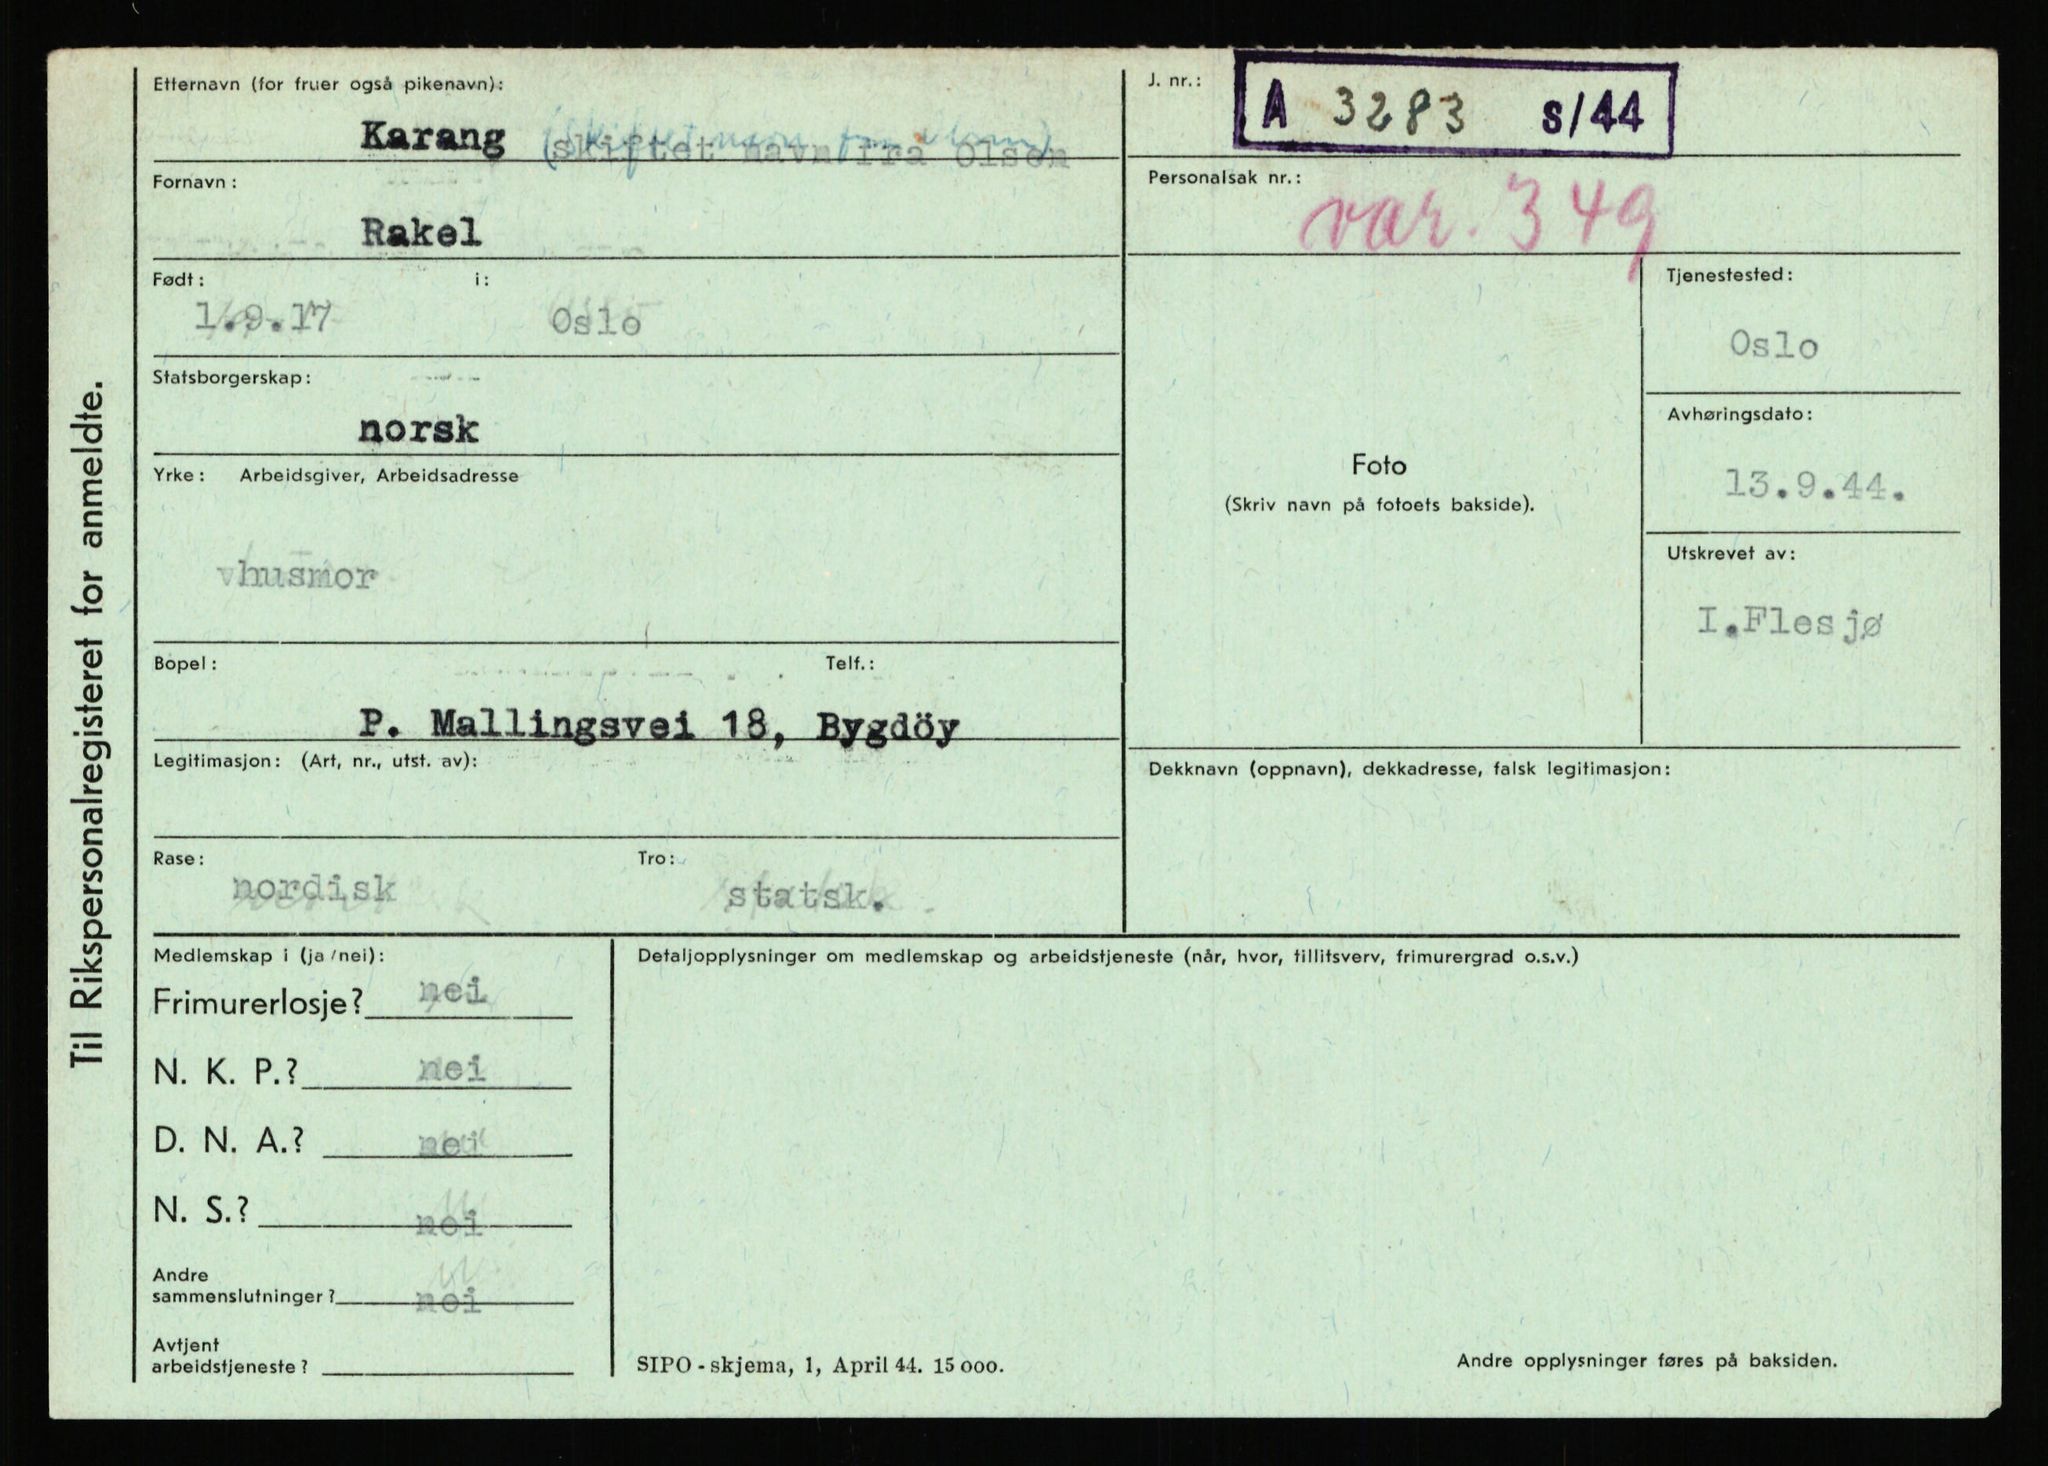 Til Rikspersonalregisteret for anmeldte.
Etternavn (for fruer også pikenavn):
Karang (skiftet navn fra Olsen
Fornavn:
Rakel
Født: i:
1.9.17 Oslo
Statsborgerskap:
norsk
Yrke: Arbeidsgiver, Arbeidsadresse
husmor
Bopel: Telf.:
P. Mallingsvei 18, Bygdöy
Legitimasjon: (Art, nr., utst. av):
Rase: Tro:
nordisk statsk.
J. nr.:
A 3283 s/44
Personalsak nr.:
var. 349
Foto
(Skriv navn på fotoets bakside).
Tjenestested:
Oslo
Avhøringsdato:
13.9.44.
Utskrevet av:
I.Flesjø
Dekknavn (oppnavn), dekkadresse, falsk legitimasjon:
Medlemskap i (ja/nei):
Frimurerlosje? nei
N. K. P.? nei
D. N. A.? nei
N. S.? nei
Andre
sammenslutninger? nei
Avtjent
arbeidstjeneste?
Detaljopplysninger om medlemskap og arbeidstjeneste (når, hvor, tillitsverv, frimurergrad o.s.v.)
SIPO - skjema, 1, April 44. 15 000.
Andre opplysninger føres på baksiden.